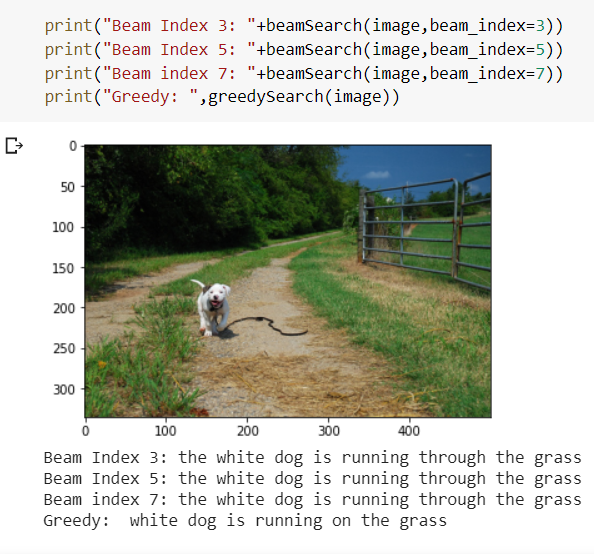 print("Beam Index 3: "+beamSearch(image,beam_index=3))
print("Beam Index 5: "+beamSearch(image,beam_index=5))
print("Beam index 7: "+beamSearch(image,beam_index=7))
print("Greedy: ",greedySearch(image))
0
50
100
150
200
250
300
0 100 200 300 400
Beam Index 3: the white dog is running through the grass
Beam Index 5: the white dog is running through the grass
Beam index 7: the white dog is running through the grass
Greedy:  white dog is running on the grass